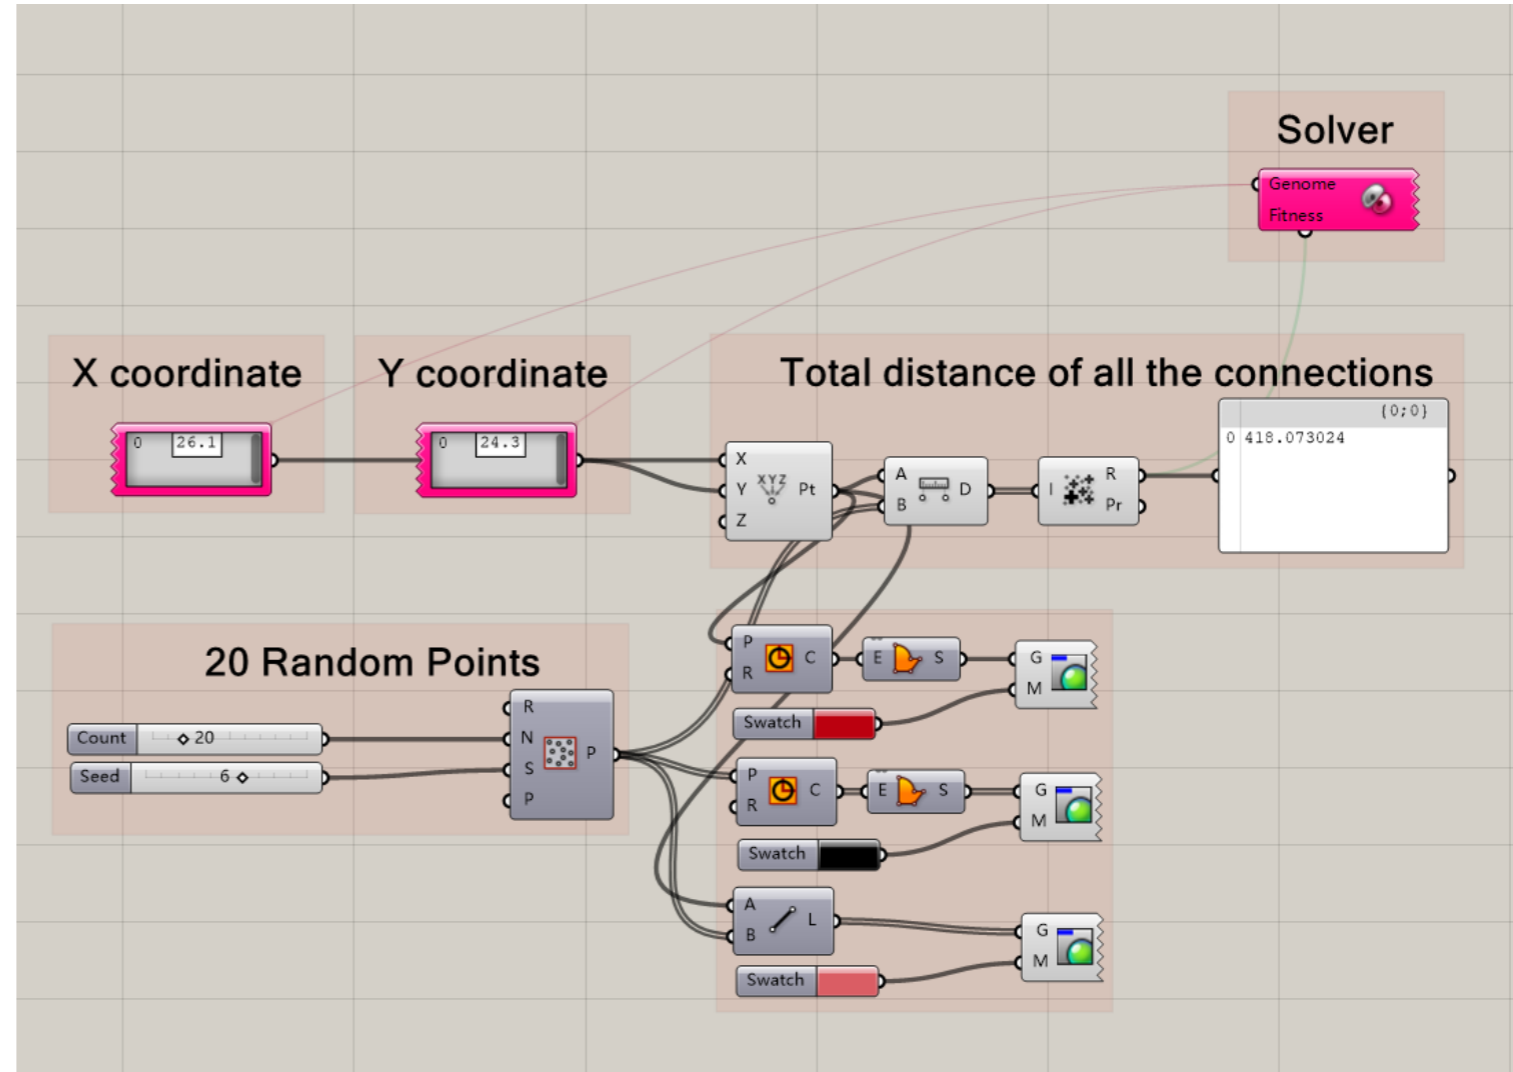 Solver
Genome
Fitness
X coordinate
Y coordinate
Total distance of all the connections
0 26.1
0 24.3
{0;0}
0 418.073024
X
Y
Z
XYZ
Pt
A
B
D
I
R
Pr
20 Random Points
Count 20
Seed 6
R
N
S
P
P
P
R
C
E S
G
M
Swatch
P
R
C
E S
G
M
Swatch
A
B
L
G
M
Swatch